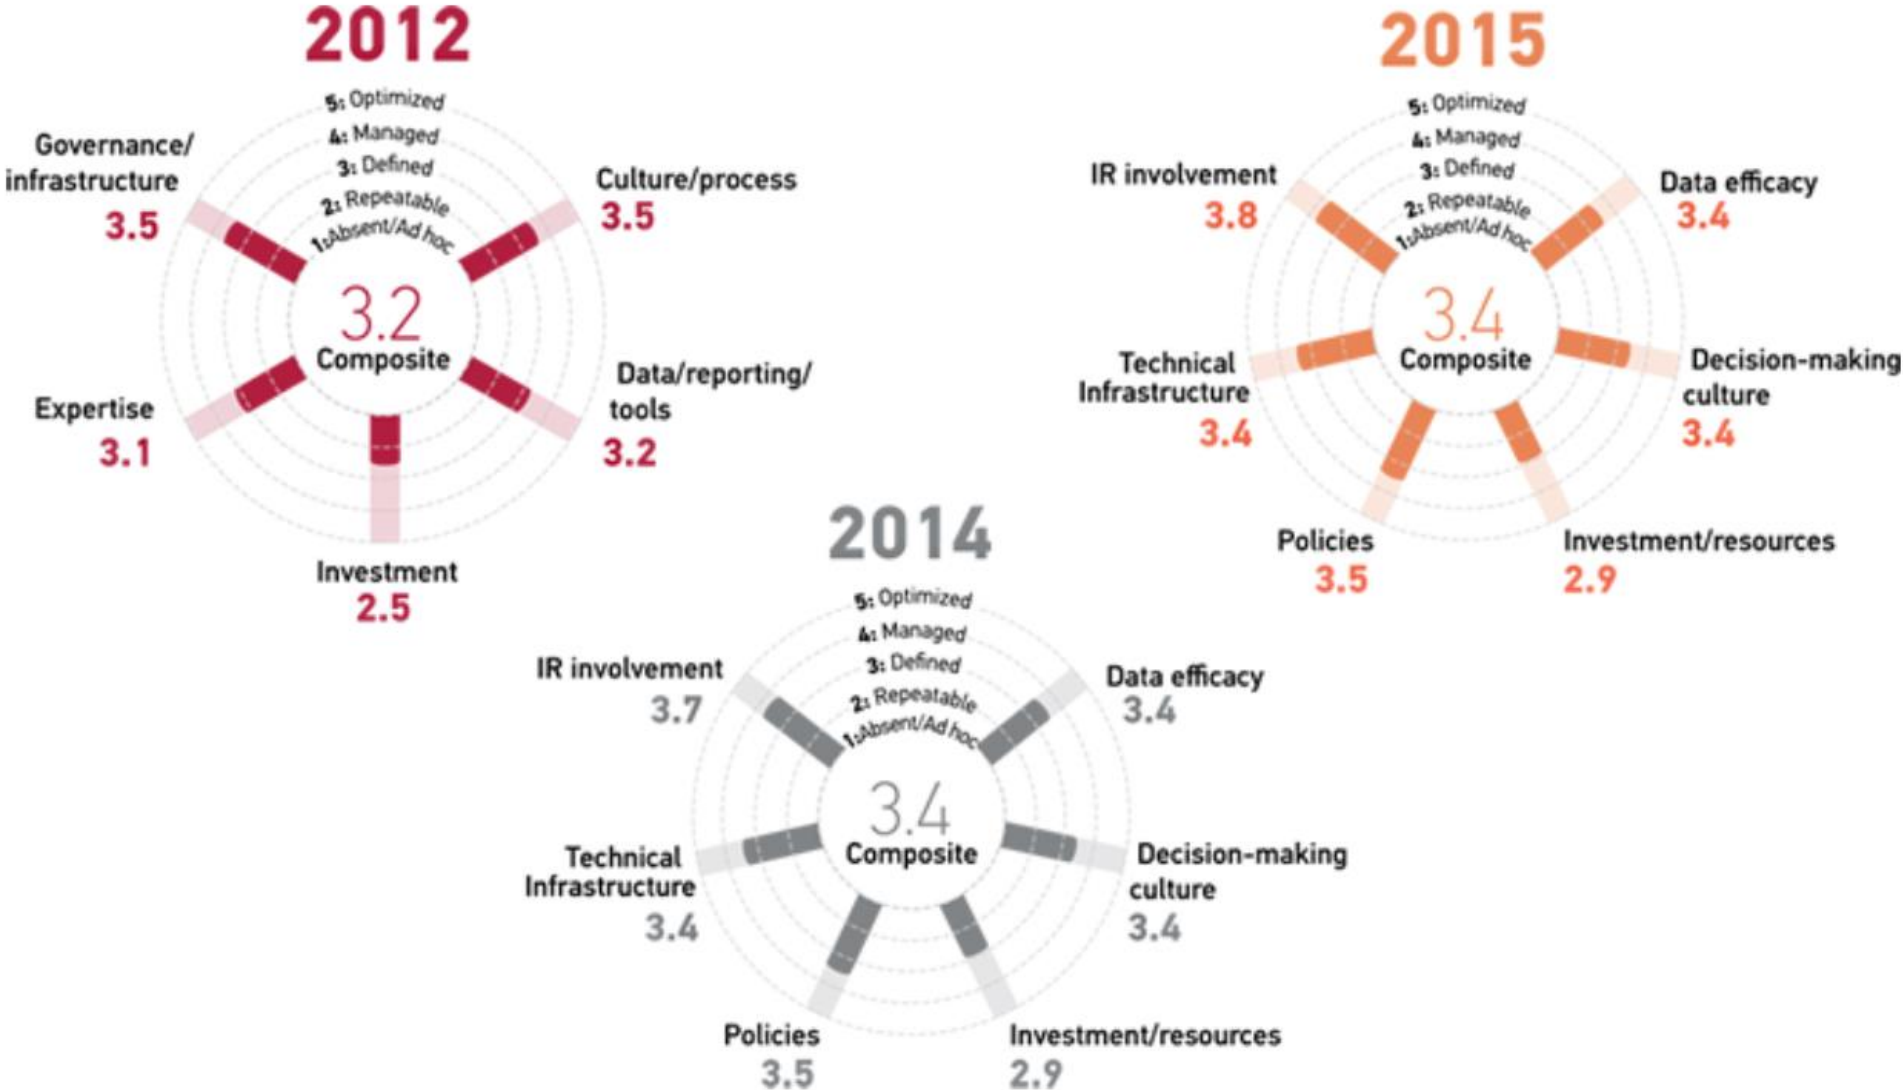 2012
5: Optimized
4: Managed
3: Defined
2: Repeatable
1:Absent/Ad hoc
Governance/
infrastructure
3.5
Culture/process
3.5
3.2
Composite
Expertise
3.1
Data/reporting/
tools
3.2
Investment
2.5
2015
5: Optimized
4: Managed
3: Defined
2: Repeatable
1:Absent/Ad hoc
IR involvement
3.8
Data efficacy
3.4
3.4
Composite
Technical
Infrastructure
3.4
Decision-making
culture
3.4
Policies
3.5
Investment/resources
2.9
2014
5: Optimized
4: Managed
3: Defined
2: Repeatable
1:Absent/Ad hoc
IR involvement
3.7
Data efficacy
3.4
3.4
Composite
Technical
Infrastructure
3.4
Decision-making
culture
3.4
Policies
3.5
Investment/resources
2.9